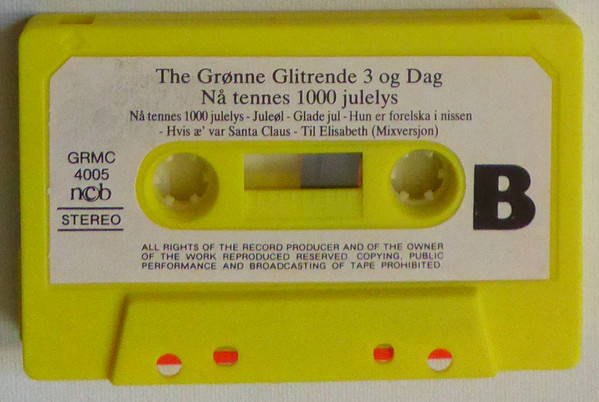 The Grønne Glitrende 3 og Dag
Nå tennes 1000 julelys
Nå tennes 1000 julelys - Juleøl - Glade jul - Hun er forelska i nissen
- Hvis æ' var Santa Claus - Til Elisabeth (Mixversjon)
GRMC
4005
ncb
STEREO
B
ALL RIGHTS OF THE RECORD PRODUCER AND OF THE OWNER
OF THE WORK REPRODUCED RESERVED. COPYING, PUBLIC
PERFORMANCE AND BROADCASTING OF TAPE PROHIBITED.